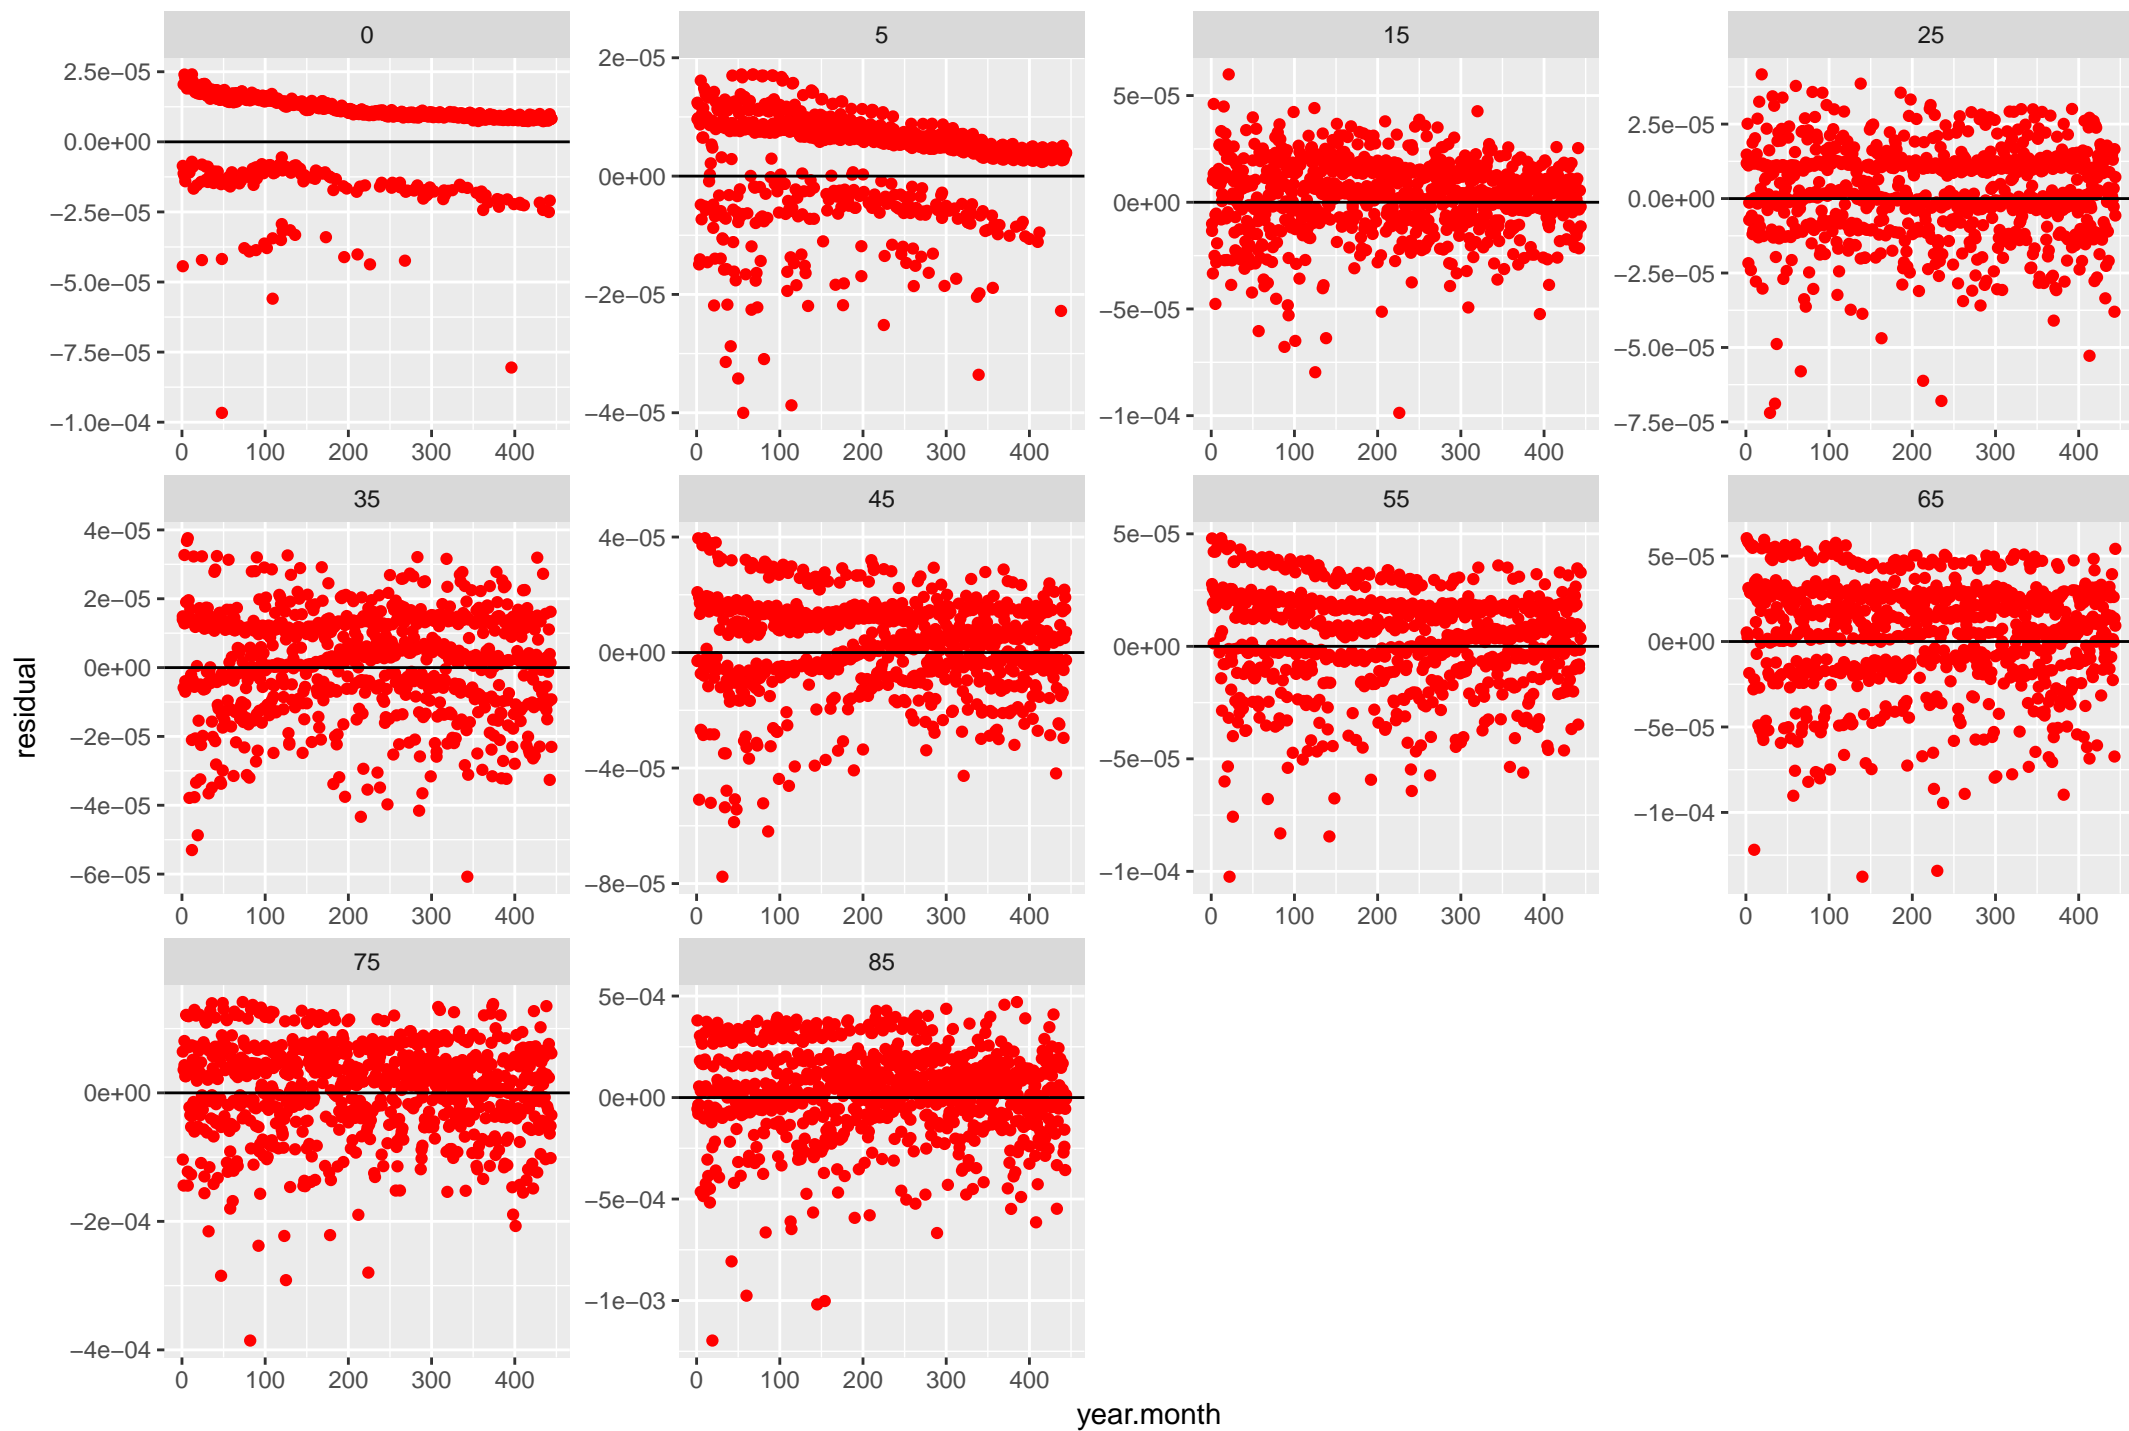 0 5 15 25
2.5e−05
0.0e+00
−2.5e−05
−5.0e−05
−7.5e−05
−1.0e−04
0 100 200 300 400
2e−05
0e+00
−2e−05
−4e−05
0 100 200 300 400
5e−05
0e+00
−5e−05
−1e−04
0 100 200 300 400
2.5e−05
0.0e+00
−2.5e−05
−5.0e−05
−7.5e−05
0 100 200 300 400
35 45 55 65
4e−05
2e−05
0e+00
−2e−05
−4e−05
−6e−05
0 100 200 300 400
4e−05
0e+00
−4e−05
−8e−05
0 100 200 300 400
5e−05
0e+00
−5e−05
−1e−04
0 100 200 300 400
5e−05
0e+00
−5e−05
−1e−04
0 100 200 300 400
75 85
0e+00
−2e−04
−4e−04
0 100 200 300 400
5e−04
0e+00
−5e−04
−1e−03
0 100 200 300 400
residual
year.month